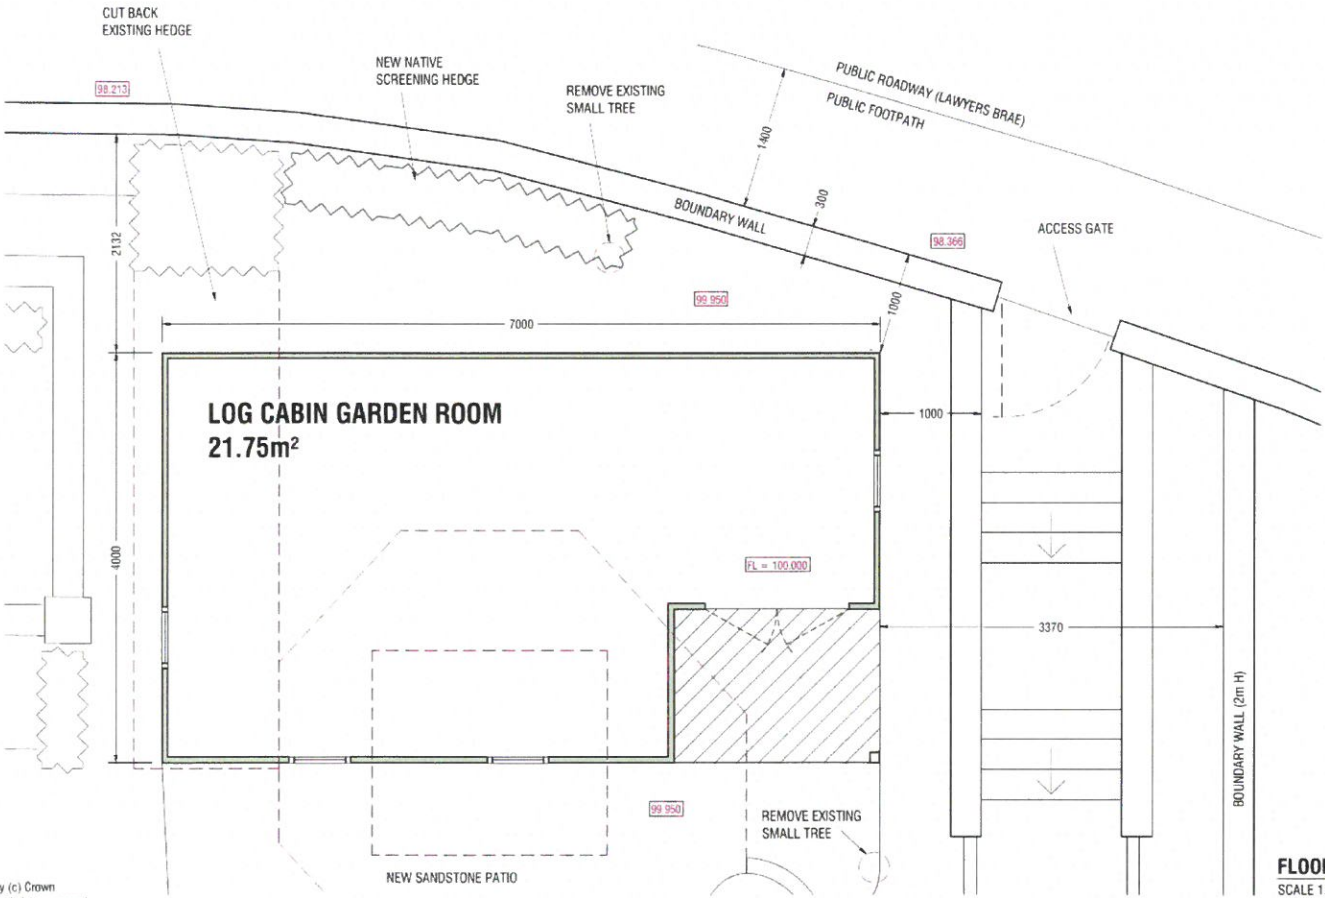 CUT BACK
EXISTING HEDGE
NEW NATIVE
SCREENING HEDGE
REMOVE EXISTING
SMALL TREE
PUBLIC ROADWAY (LAWYERS BRAE)
PUBLIC FOOTPATH
98.213
1400
300
BOUNDARY WALL
98.366
ACCESS GATE
2132
99.950
1000
7000
LOG CABIN GARDEN ROOM
21.75m²
1000
4000
FL = 100.000
3370
BOUNDARY WALL (2m H)
99.950
REMOVE EXISTING
SMALL TREE
NEW SANDSTONE PATIO
y (c) Crown
FLOO
SCALE 1